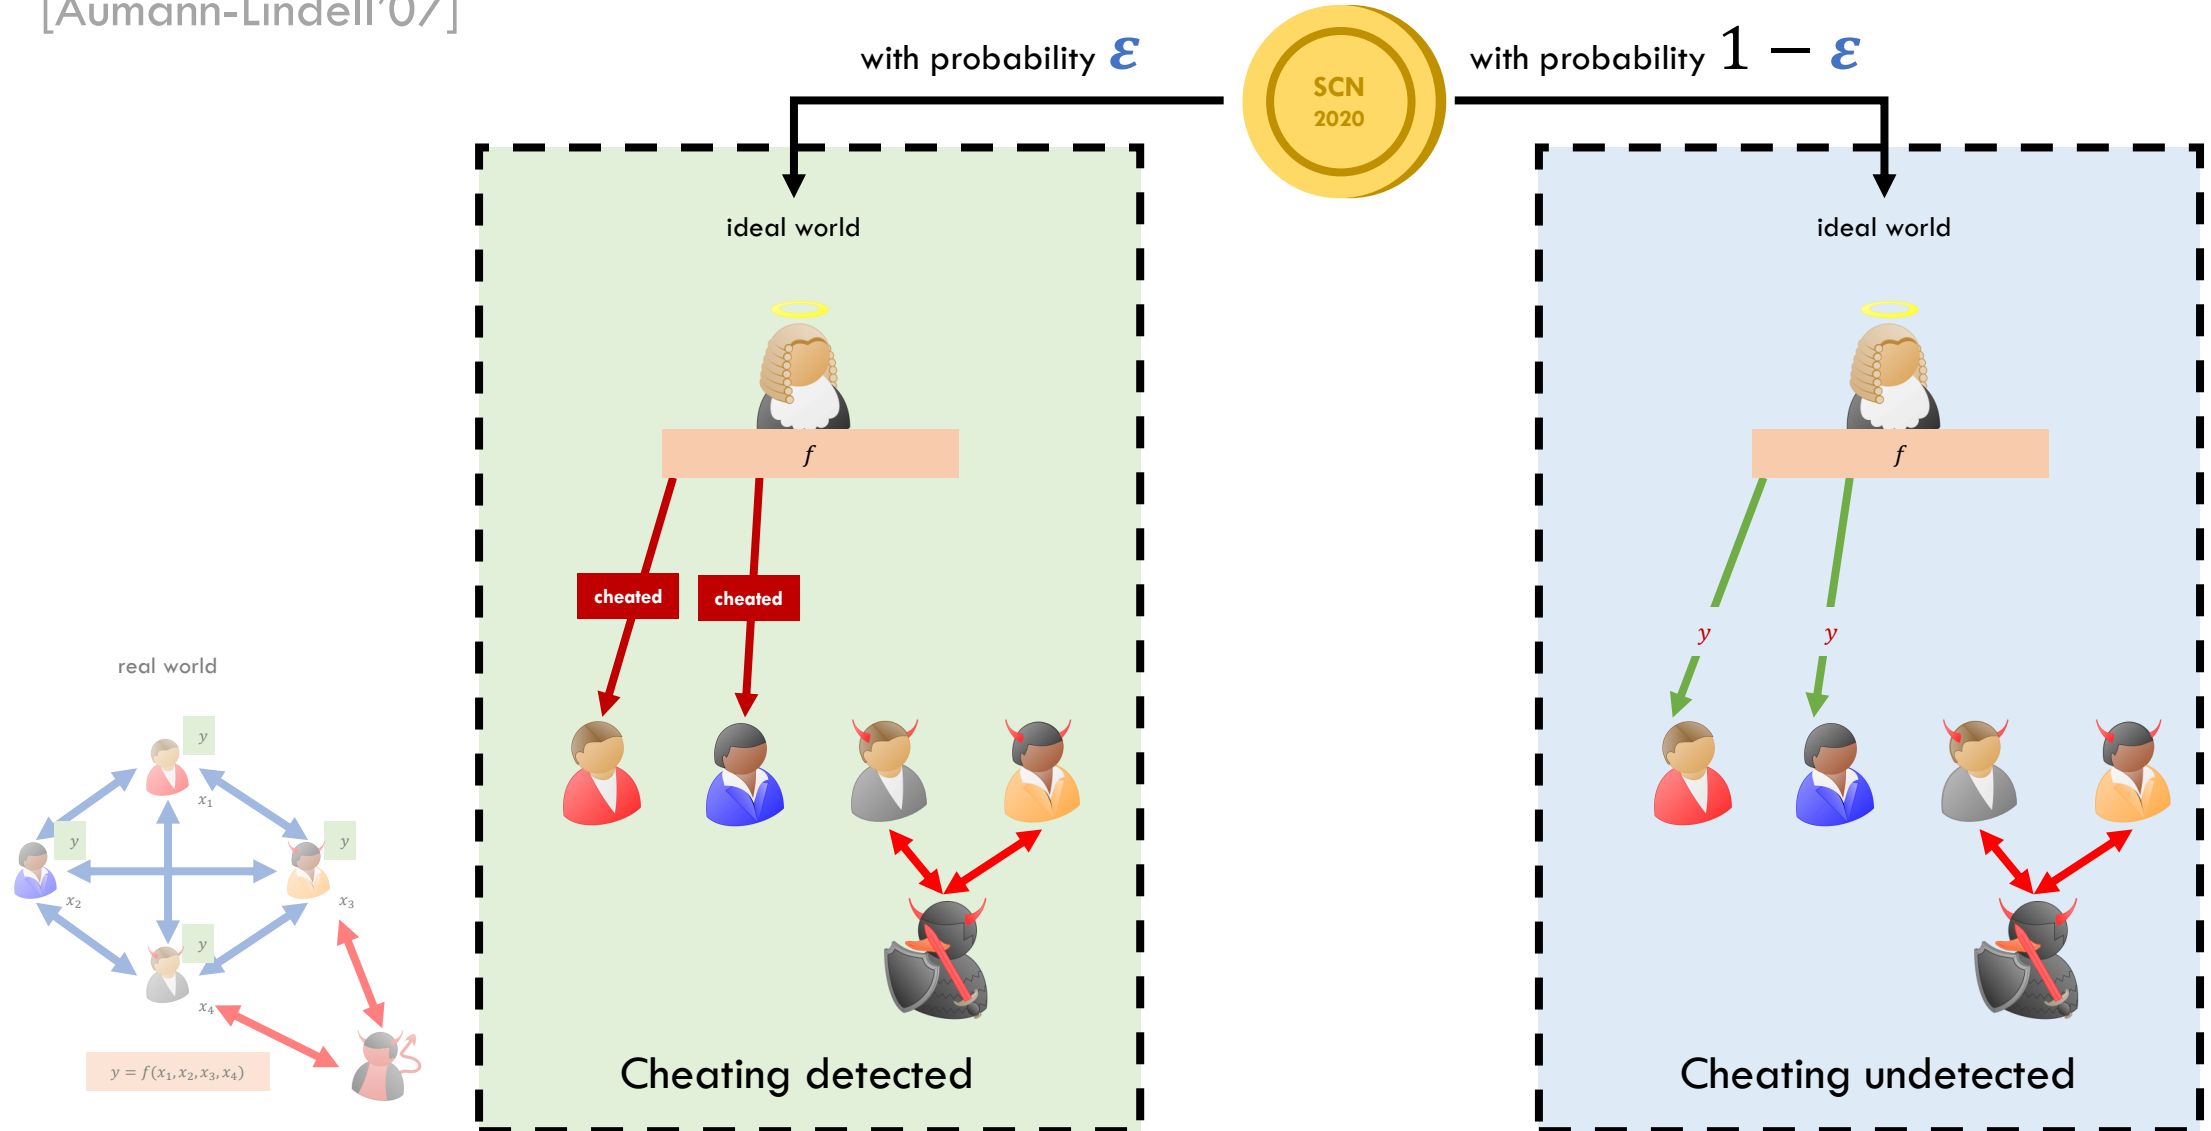 [Aumann-Lindell'07]
with probability ε
SCN
2020
with probability 1 − ε
ideal world
f
cheated
cheated
Cheating detected
ideal world
f
y
y
Cheating undetected
real world
y
x₁
y
x₂
y
x₃
y
x₄
y = f(x₁, x₂, x₃, x₄)